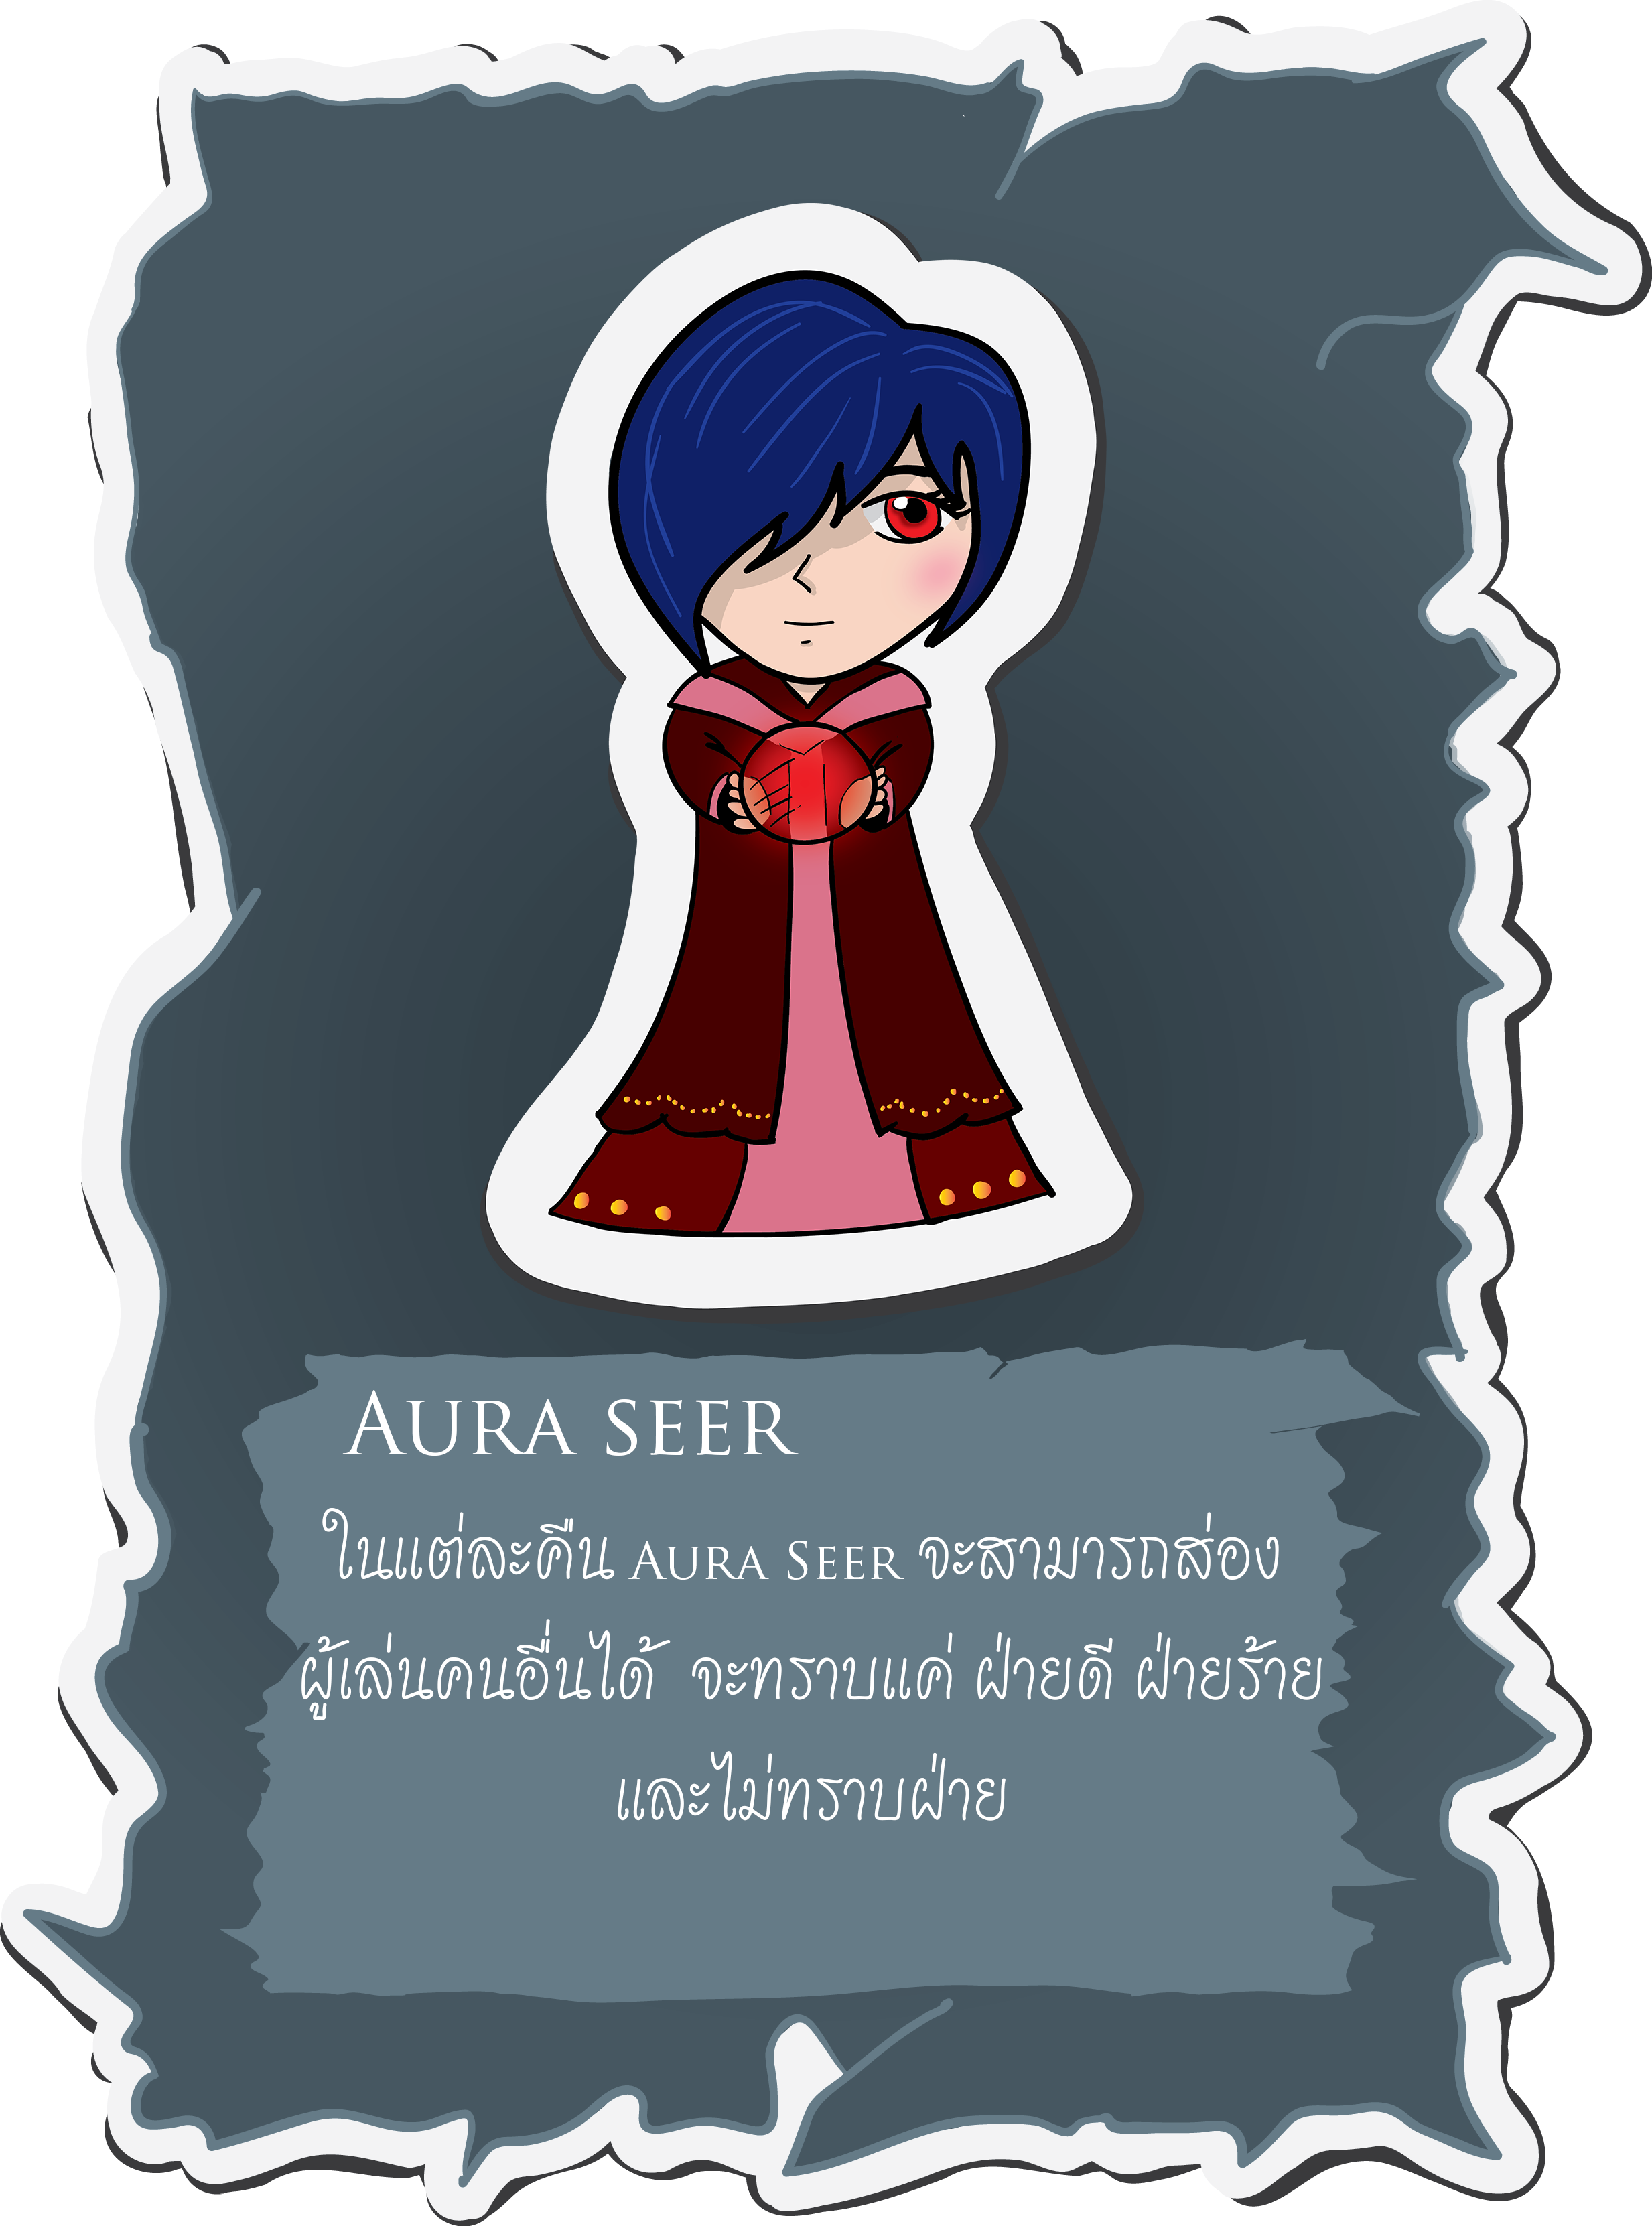 Aura seer
ในแต่ละคืน Aura Seer จะสามารถส่อง
ผู้เล่นคนอื่นได้ จะทราบแค่ ฝ่ายดี ฝ่ายร้าย
และไม่ทราบฝ่าย